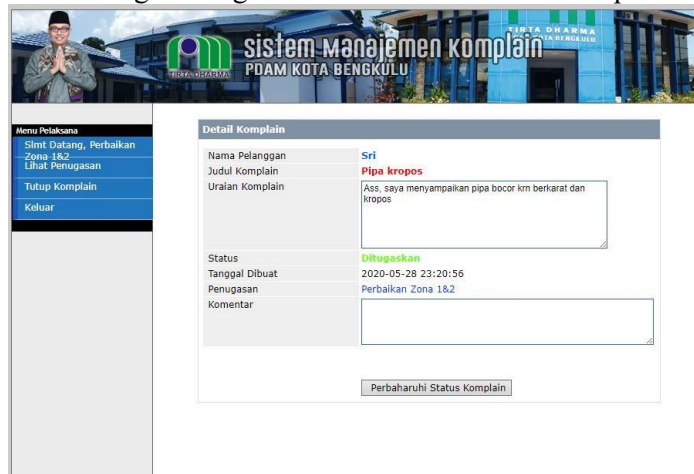 TIRTA DHARMA
sistem manajemen komplain
PDAM KOTA BENGKULU
TIRTA DHARMA
Menu Pelaksana
Slmt Datang, Perbaikan
Zona 1&2
Lihat Penugasan
Tutup Komplain
Keluar
Detail Komplain
Nama Pelanggan Sri
Judul Komplain Pipa kropos
Uraian Komplain Ass, saya menyampaikan pipa bocor krn berkarat dan
kropos
Status Ditugaskan
Tanggal Dibuat 2020-05-28 23:20:56
Penugasan Perbaikan Zona 1&2
Komentar
Perbaharuhi Status Komplain